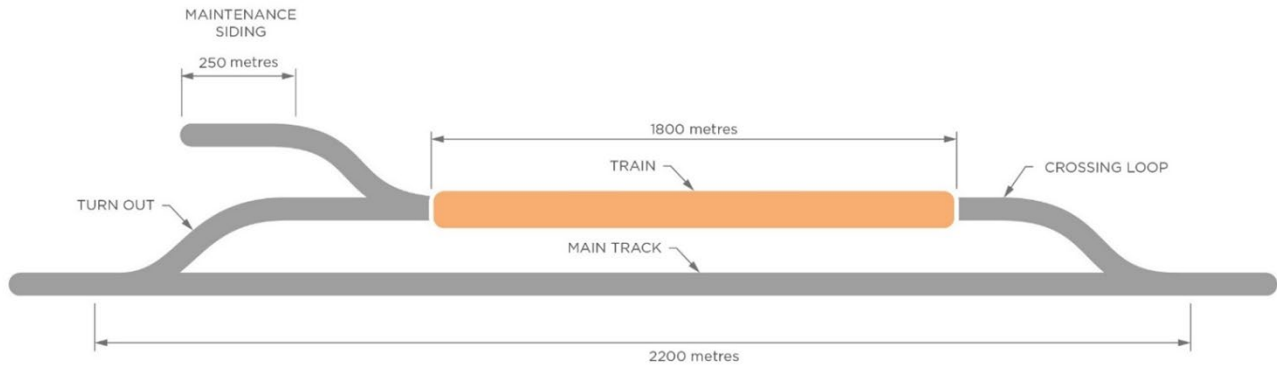 MAINTENANCE
SIDING
250 metres
1800 metres
TRAIN
CROSSING LOOP
TURN OUT
MAIN TRACK
2200 metres